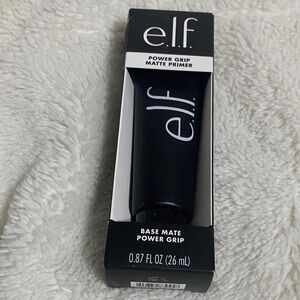 e.l.f.
POWER GRIP
MATTE PRIMER
e.l.f.
BASE MATE
POWER GRIP
0.87 FL OZ (26 mL)